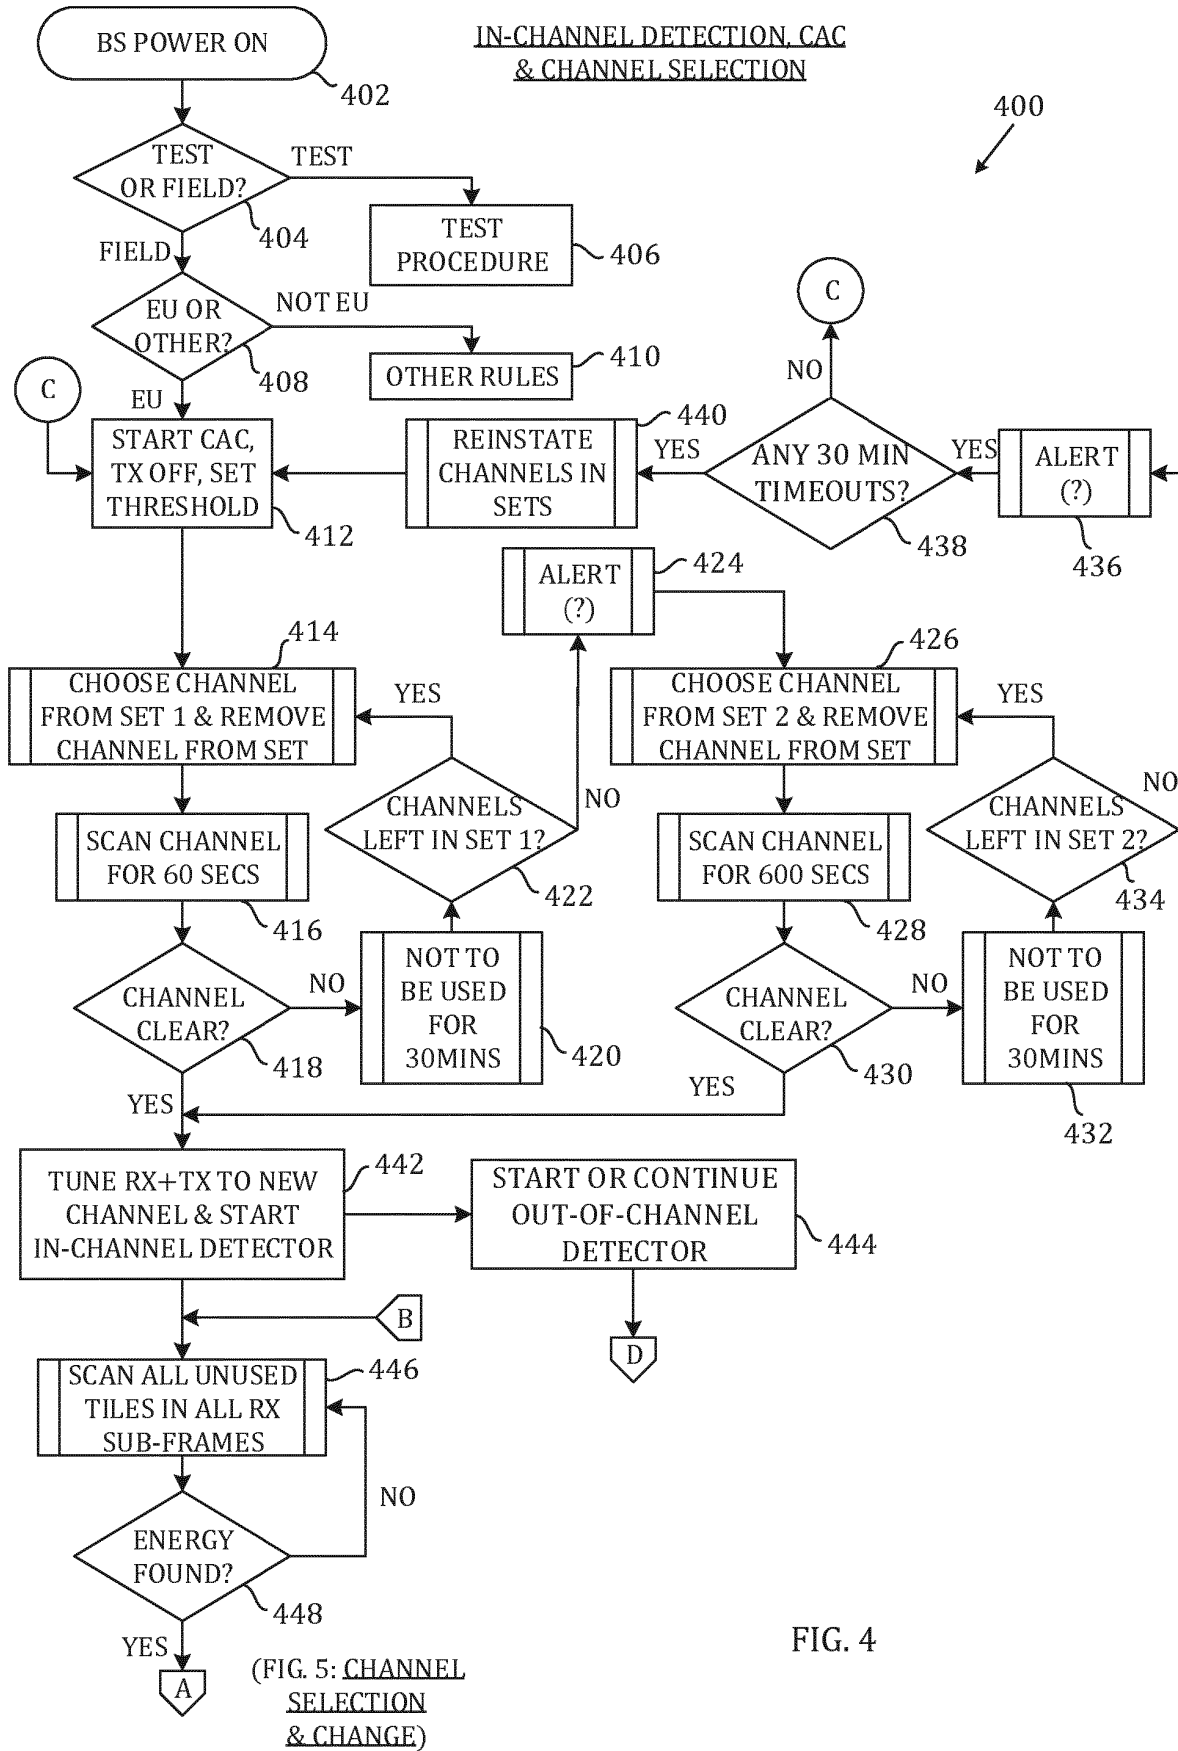 BS POWER ON
402
IN-CHANNEL DETECTION, CAC
& CHANNEL SELECTION
400
TEST
OR FIELD?
404
TEST
TEST
PROCEDURE
406
FIELD
EU OR
OTHER?
408
NOT EU
OTHER RULES
410
C
NO
C
EU
START CAC,
TX OFF, SET
THRESHOLD
412
REINSTATE
CHANNELS IN
SETS
440
YES
ANY 30 MIN
TIMEOUTS?
438
YES
ALERT
(?)
436
ALERT
(?)
424
414
CHOOSE CHANNEL
FROM SET 1 & REMOVE
CHANNEL FROM SET
YES
426
CHOOSE CHANNEL
FROM SET 2 & REMOVE
CHANNEL FROM SET
YES
SCAN CHANNEL
FOR 60 SECS
416
CHANNELS
LEFT IN SET 1?
422
NO
SCAN CHANNEL
FOR 600 SECS
428
CHANNELS
LEFT IN SET 2?
434
NO
CHANNEL
CLEAR?
418
NO
NOT TO
BE USED
FOR
30MINS
420
CHANNEL
CLEAR?
430
NO
NOT TO
BE USED
FOR
30MINS
432
YES
YES
TUNE RX+TX TO NEW
CHANNEL & START
IN-CHANNEL DETECTOR
442
START OR CONTINUE
OUT-OF-CHANNEL
DETECTOR
444
B
D
SCAN ALL UNUSED
TILES IN ALL RX
SUB-FRAMES
446
NO
ENERGY
FOUND?
448
YES
A
(FIG. 5: CHANNEL
SELECTION
& CHANGE)
FIG. 4